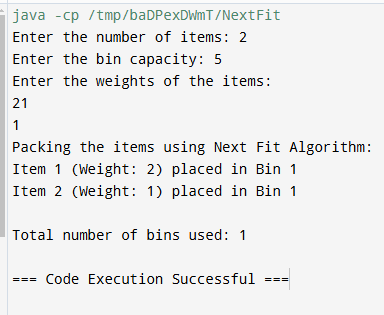 java -cp /tmp/baDPexDWmT/NextFit
Enter the number of items: 2
Enter the bin capacity: 5
Enter the weights of the items:
21
1
Packing the items using Next Fit Algorithm:
Item 1 (Weight: 2) placed in Bin 1
Item 2 (Weight: 1) placed in Bin 1
Total number of bins used: 1
=== Code Execution Successful ===